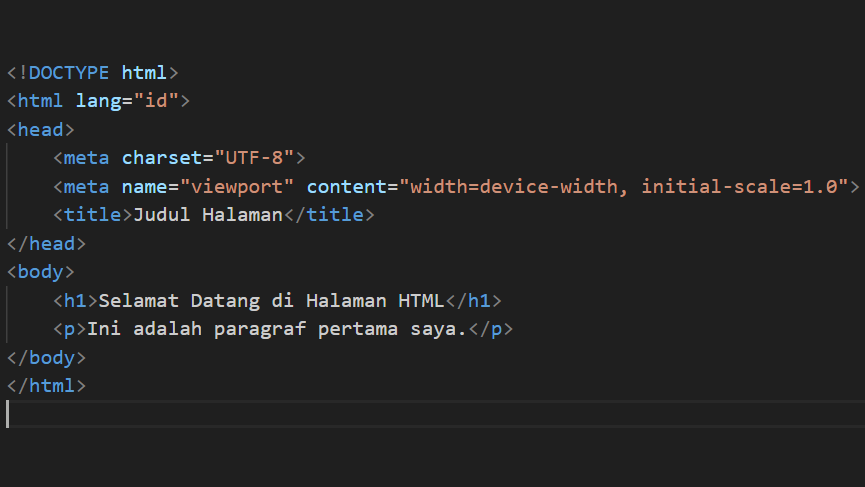 <!DOCTYPE html>
<html lang="id">
<head>
    <meta charset="UTF-8">
    <meta name="viewport" content="width=device-width, initial-scale=1.0">
    <title>Judul Halaman</title>
</head>
<body>
    <h1>Selamat Datang di Halaman HTML</h1>
    <p>Ini adalah paragraf pertama saya.</p>
</body>
</html>